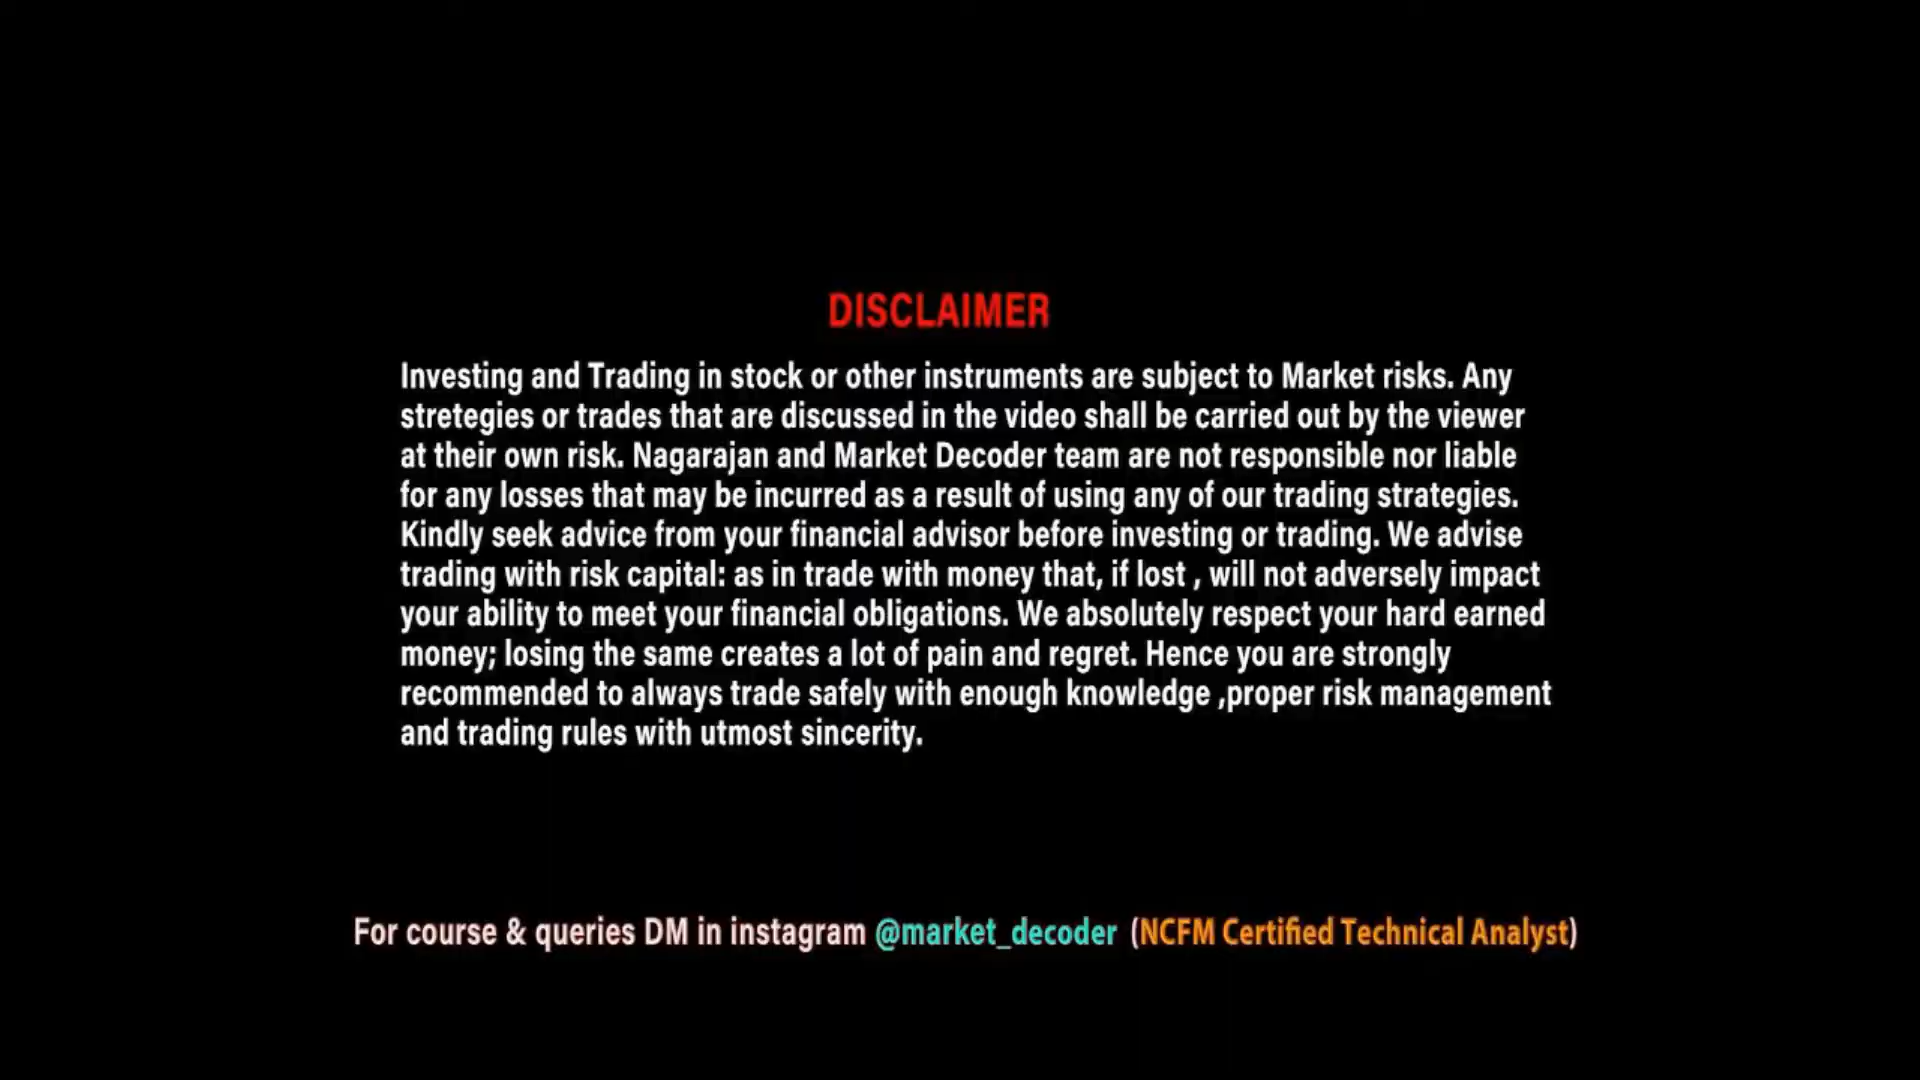 DISCLAIMER
Investing and Trading in stock or other instruments are subject to Market risks. Any
stretegies or trades that are discussed in the video shall be carried out by the viewer
at their own risk. Nagarajan and Market Decoder team are not responsible nor liable
for any losses that may be incurred as a result of using any of our trading strategies.
Kindly seek advice from your financial advisor before investing or trading. We advise
trading with risk capital: as in trade with money that, if lost , will not adversely impact
your ability to meet your financial obligations. We absolutely respect your hard earned
money; losing the same creates a lot of pain and regret. Hence you are strongly
recommended to always trade safely with enough knowledge ,proper risk management
and trading rules with utmost sincerity.
For course & queries DM in instagram @market_decoder (NCFM Certified Technical Analyst)